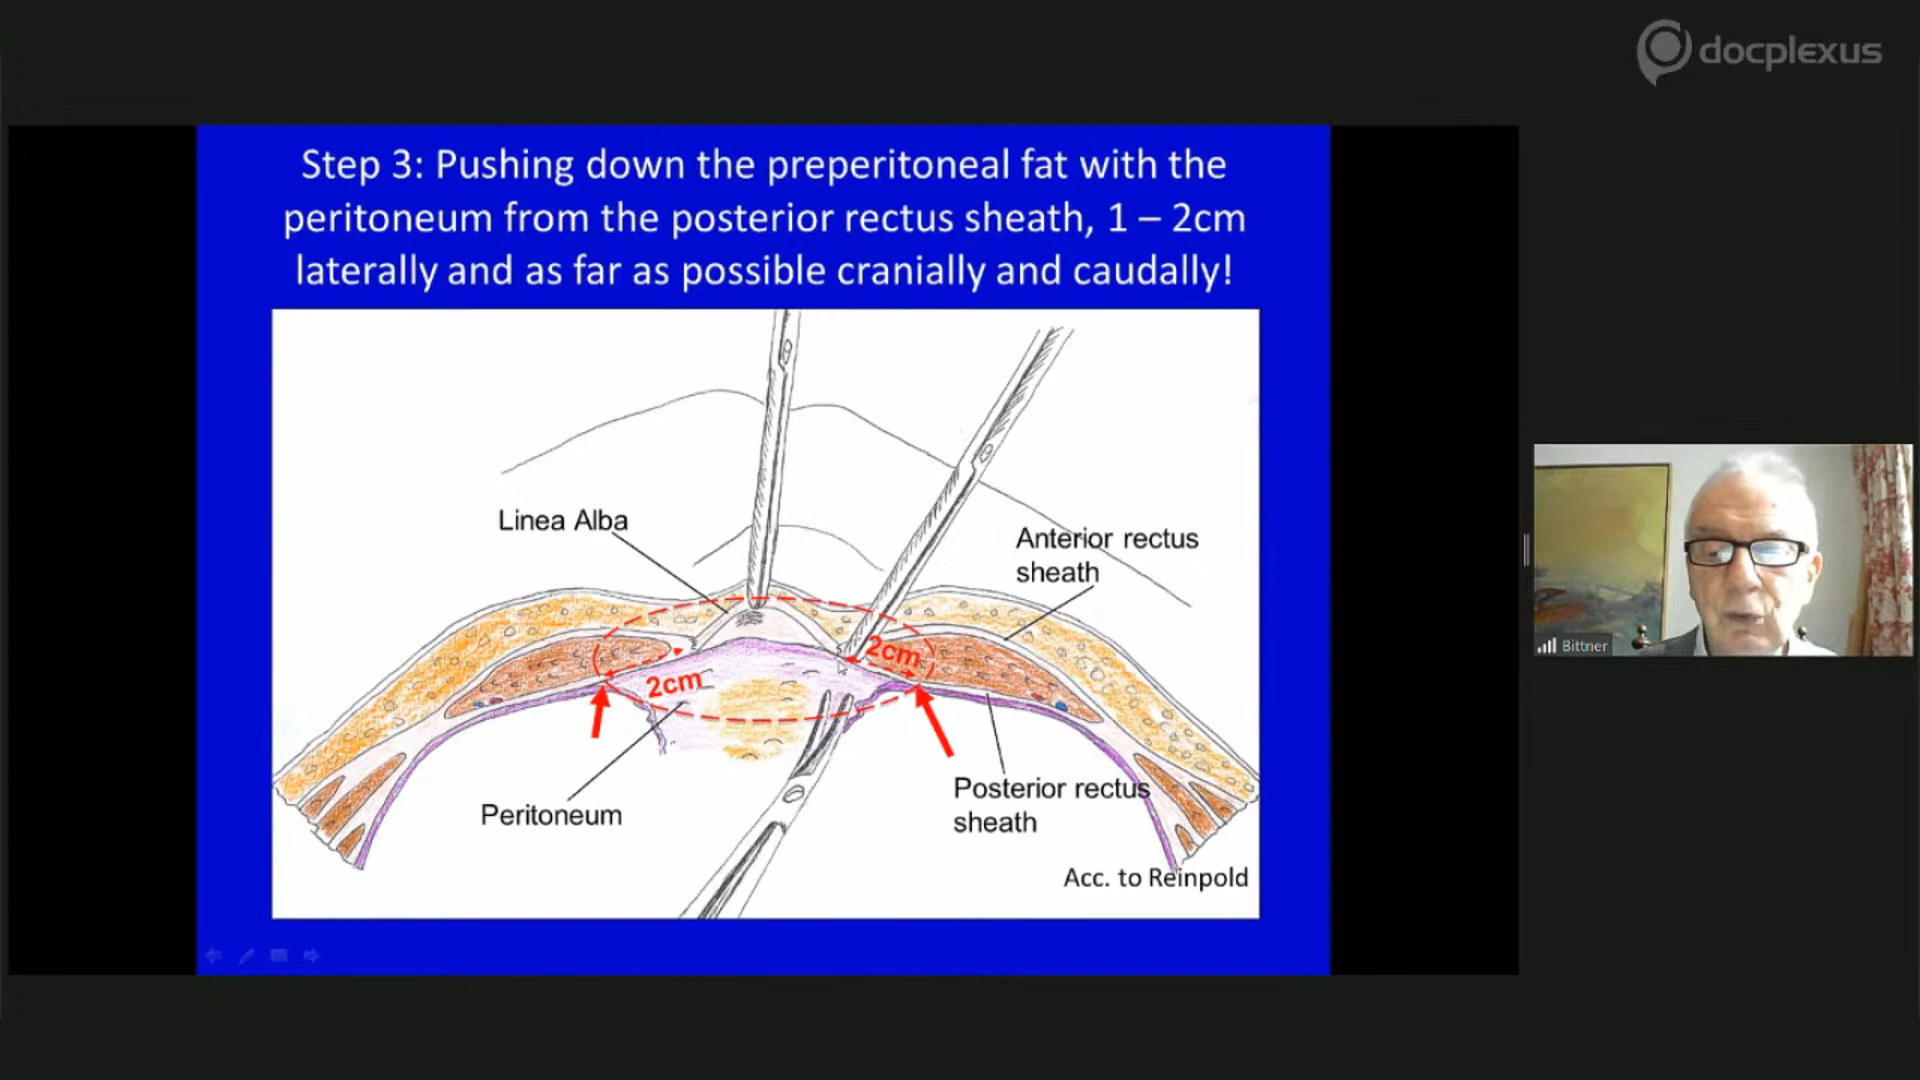 docplexus
Step 3: Pushing down the preperitoneal fat with the
peritoneum from the posterior rectus sheath, 1 – 2cm
laterally and as far as possible cranially and caudally!
Linea Alba
Anterior rectus
sheath
2cm
2cm
Peritoneum
Posterior rectus
sheath
Acc. to Reinpold
Bittner